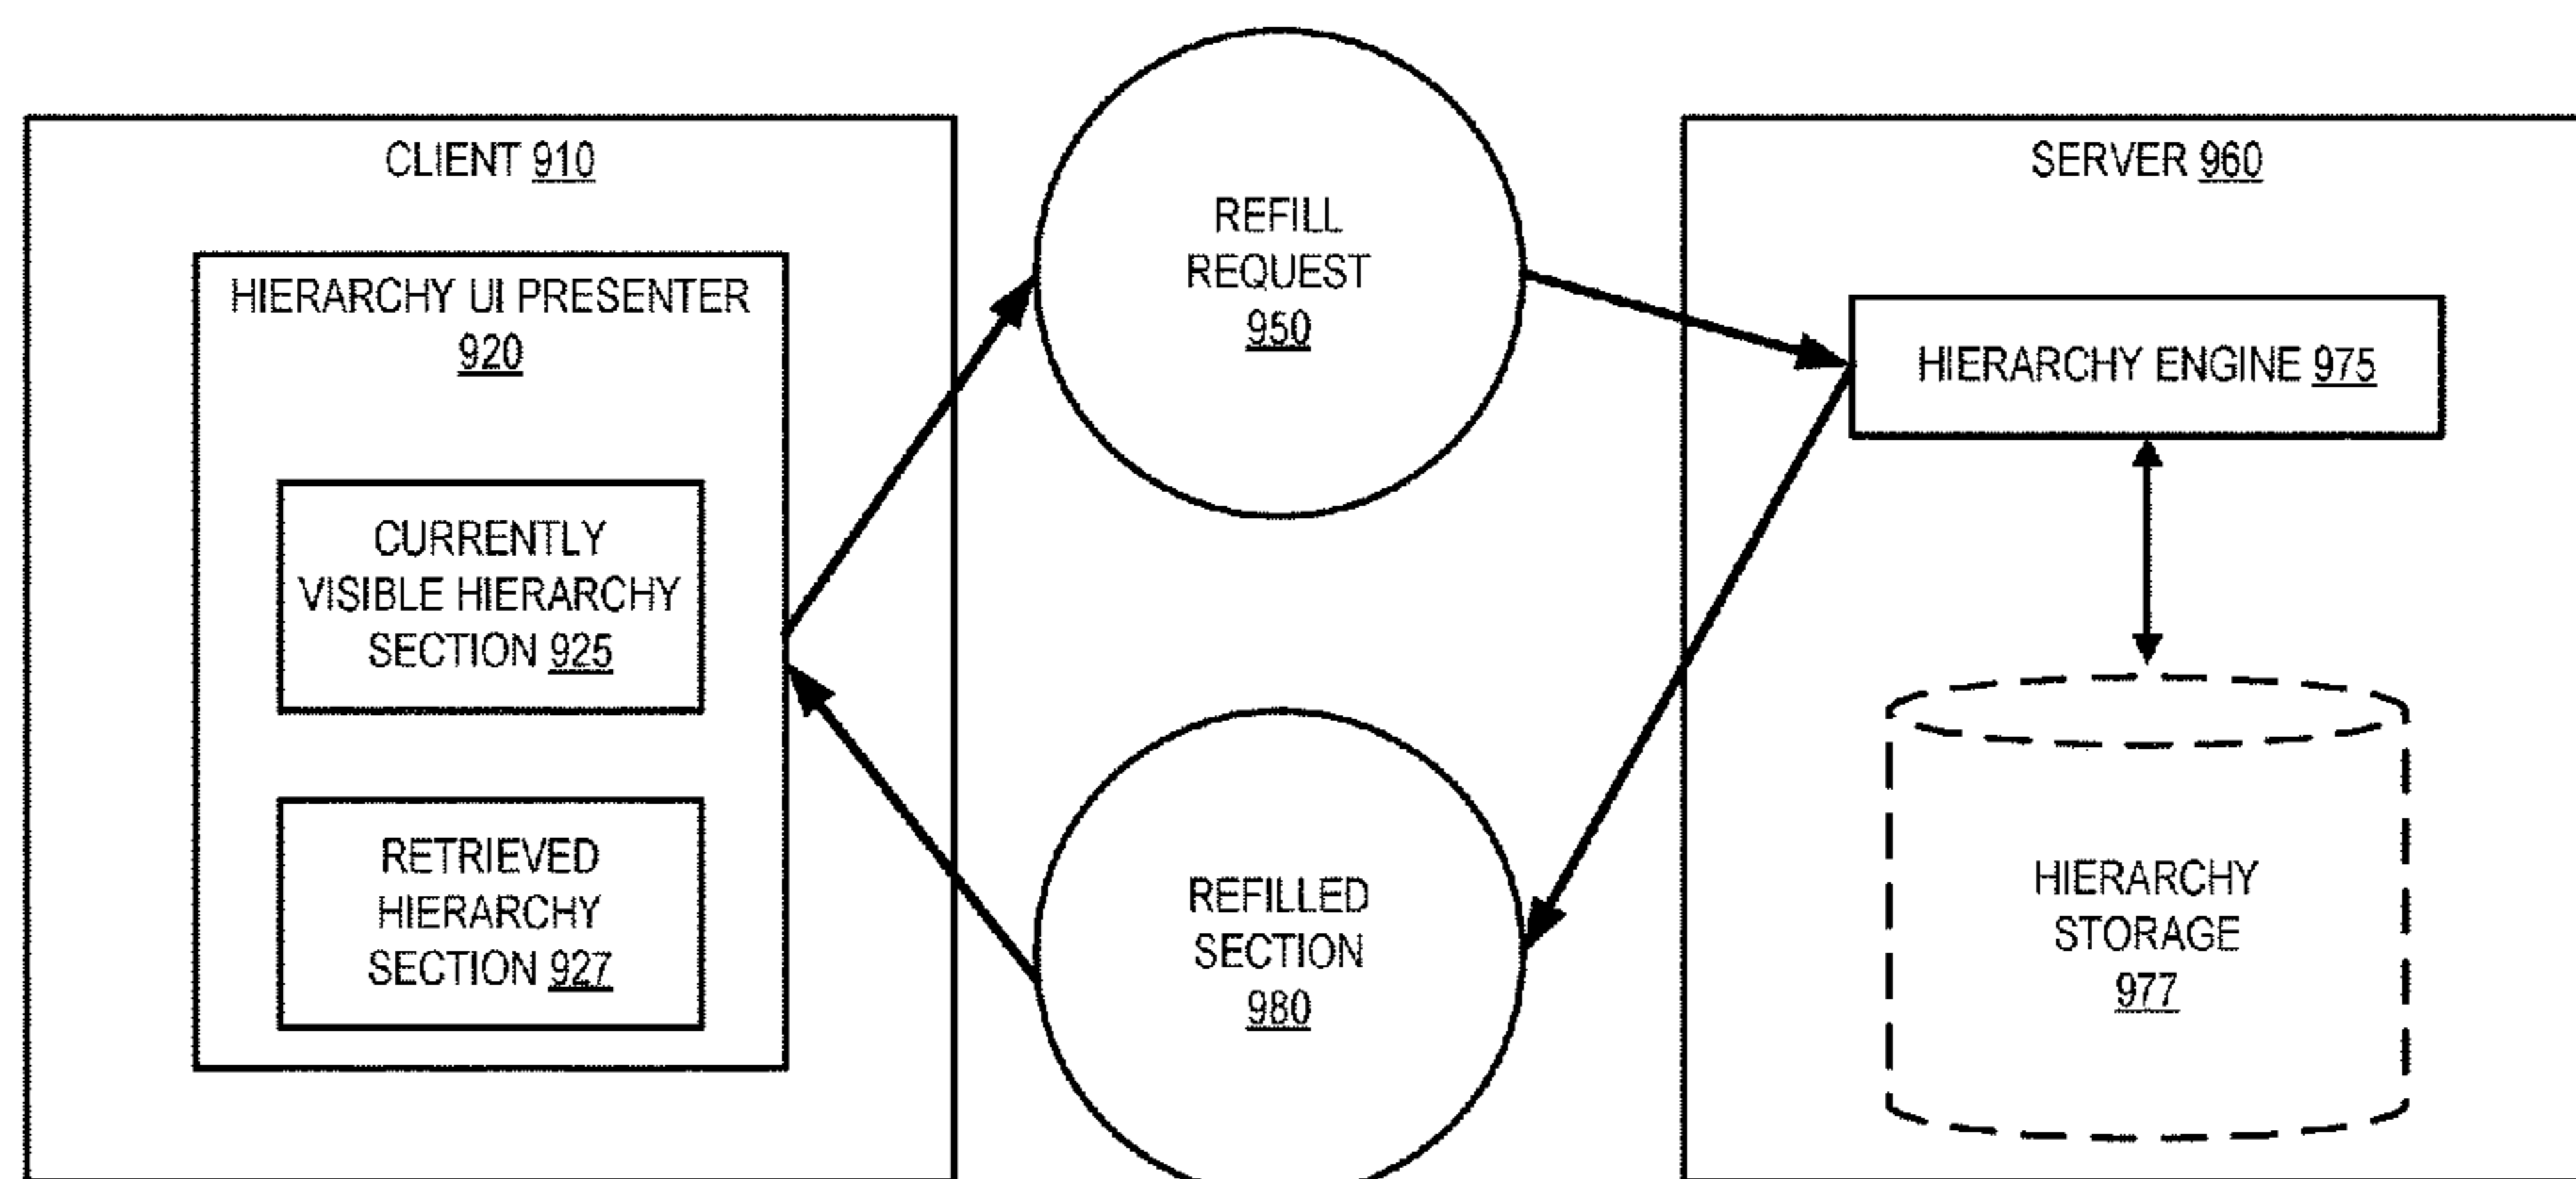 CLIENT 910
HIERARCHY UI PRESENTER
920
CURRENTLY
VISIBLE HIERARCHY
SECTION 925
RETRIEVED
HIERARCHY
SECTION 927
REFILL
REQUEST
950
REFILLED
SECTION
980
SERVER 960
HIERARCHY ENGINE 975
HIERARCHY
STORAGE
977